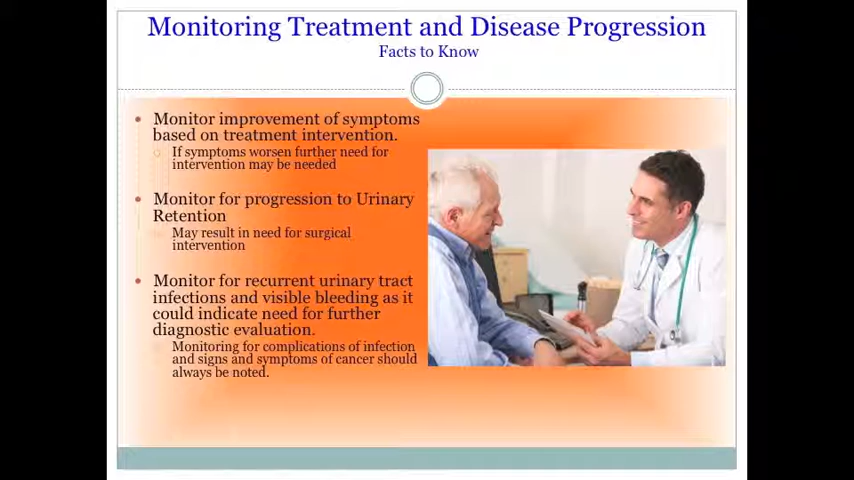 Monitoring Treatment and Disease Progression
Facts to Know
Monitor improvement of symptoms
based on treatment intervention.
If symptoms worsen further need for
intervention may be needed
Monitor for progression to Urinary
Retention
May result in need for surgical
intervention
Monitor for recurrent urinary tract
infections and visible bleeding as it
could indicate need for further
diagnostic evaluation.
Monitoring for complications of infection
and signs and symptoms of cancer should
always be noted.